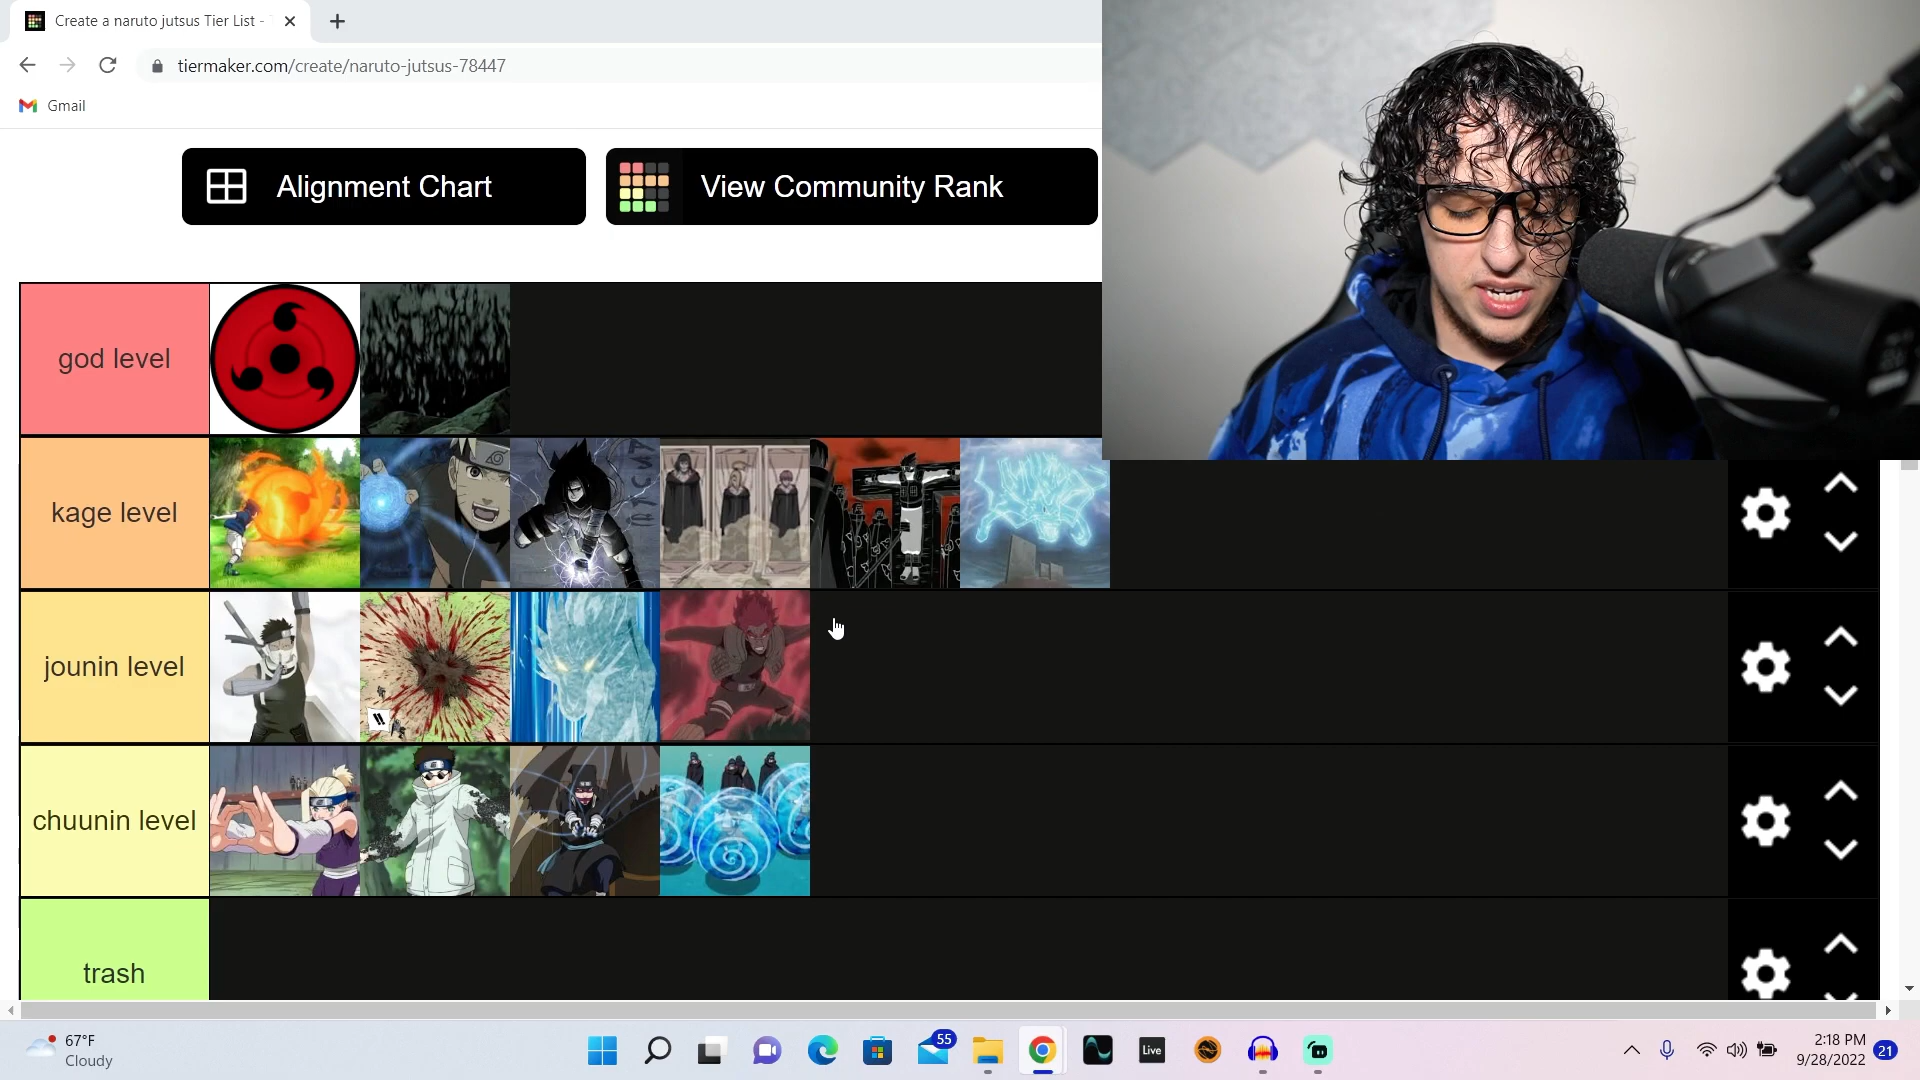 Create a naruto jutsus Tier List -
tiermaker.com/create/naruto-jutsus-78447
Gmail
Alignment Chart
View Community Rank
god level
kage level
jounin level
chuunin level
trash
67°F
Cloudy
55
Live
2:18 PM
9/28/2022
21